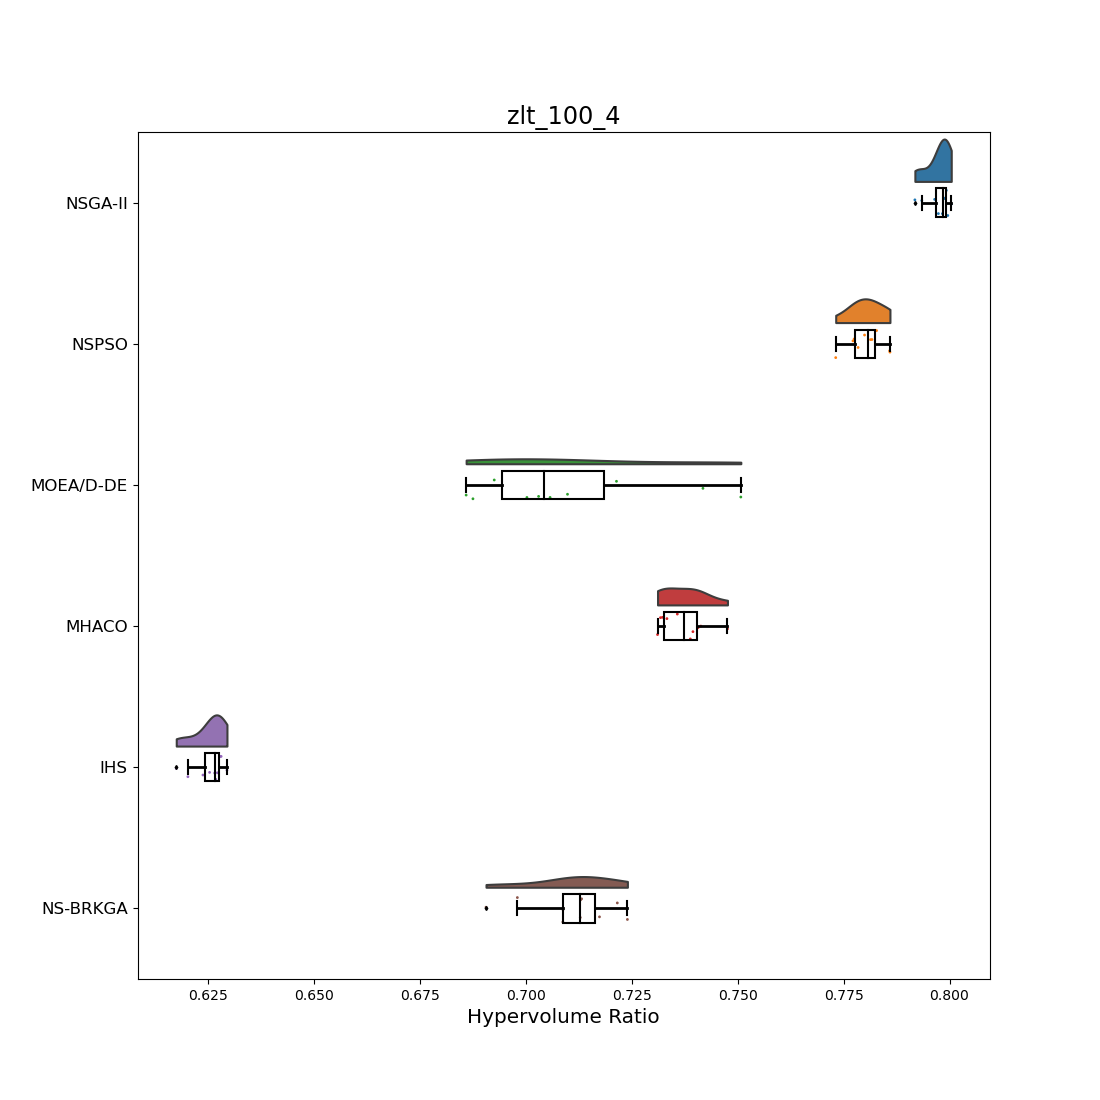 zlt_100_4
NSGA-II
NSPSO
MOEA/D-DE
MHACO
IHS
NS-BRKGA
0.625 0.650 0.675 0.700 0.725 0.750 0.775 0.800
Hypervolume Ratio